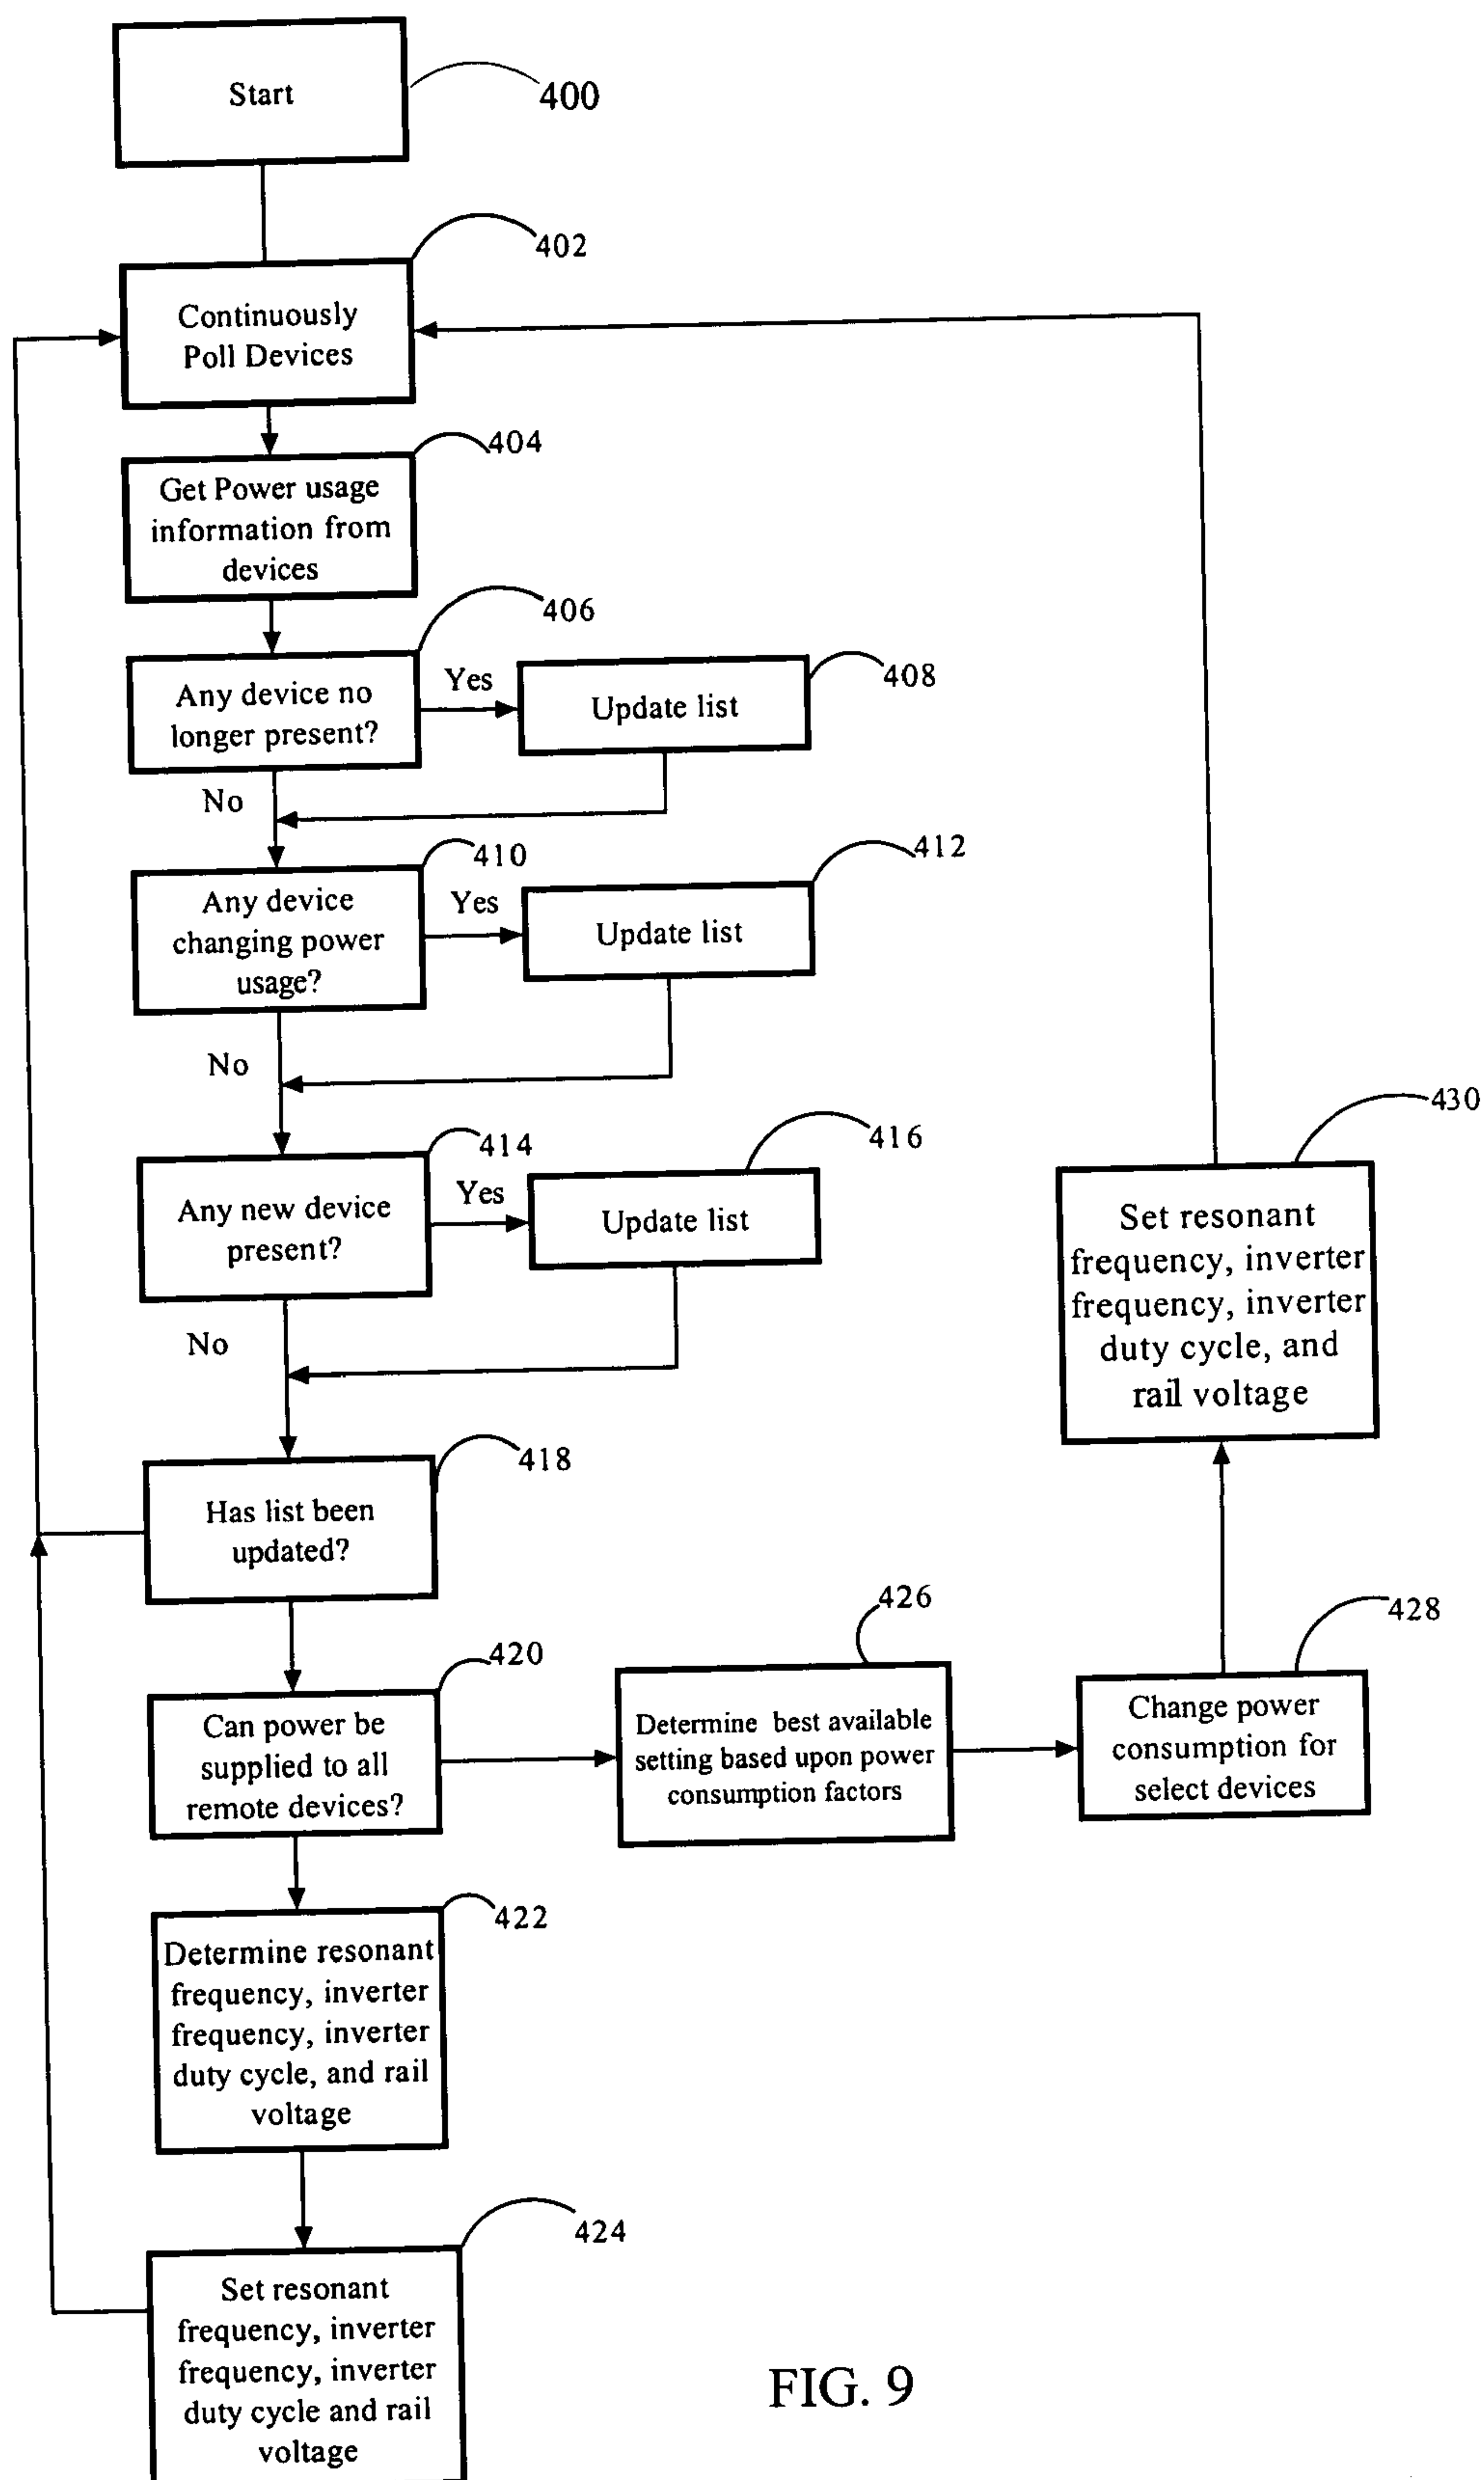 Start
400
402
Continuously
Poll Devices
404
Get Power usage
information from
devices
406
Any device no
longer present?
Yes
Update list
408
No
410
Any device
changing power
usage?
Yes
Update list
412
No
414
Any new device
present?
Yes
Update list
416
No
418
Has list been
updated?
420
Can power be
supplied to all
remote devices?
426
Determine best available
setting based upon power
consumption factors
428
Change power
consumption for
select devices
430
Set resonant
frequency, inverter
frequency, inverter
duty cycle, and
rail voltage
422
Determine resonant
frequency, inverter
frequency, inverter
duty cycle, and rail
voltage
424
Set resonant
frequency, inverter
frequency, inverter
duty cycle and rail
voltage
FIG. 9